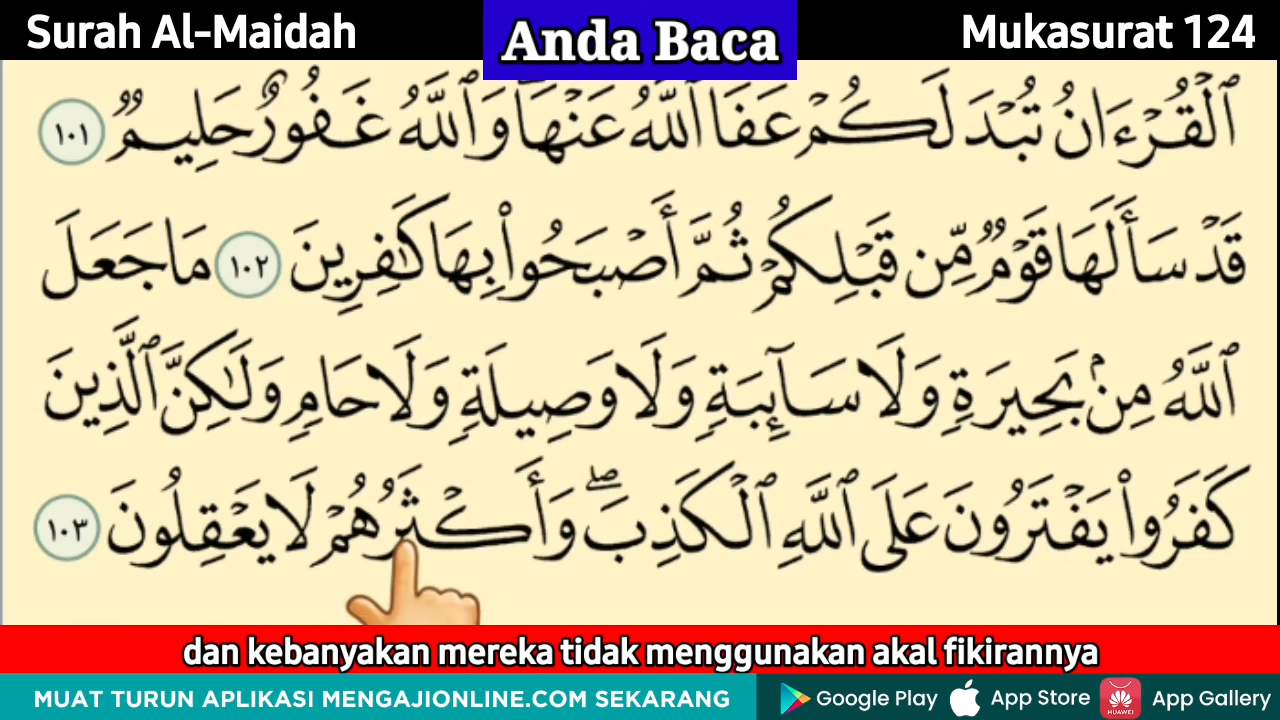 Surah Al-Maidah
Anda Baca
Mukasurat 124
ٱلْقُرْءَانُ تُبْدَ لَكُمْ عَفَا ٱللَّهُ عَنْهَا وَٱللَّهُ غَفُورٌ حَلِيمٌ ١٠١
قَدْ سَأَلَهَا قَوْمٌ مِّن قَبْلِكُمْ ثُمَّ أَصْبَحُوا۟ بِهَا كَٰفِرِينَ ١٠٢ مَا جَعَلَ
ٱللَّهُ مِنۢ بَحِيرَةٍ وَلَا سَآئِبَةٍ وَلَا وَصِيلَةٍ وَلَا حَامٍ وَلَٰكِنَّ ٱلَّذِينَ
كَفَرُوا۟ يَفْتَرُونَ عَلَى ٱللَّهِ ٱلْكَذِبَ ۖ وَأَكْثَرُهُمْ لَا يَعْقِلُونَ ١٠٣
dan kebanyakan mereka tidak menggunakan akal fikirannya
MUAT TURUN APLIKASI MENGAJIONLINE.COM SEKARANG
Google Play
App Store
HUAWEI
App Gallery